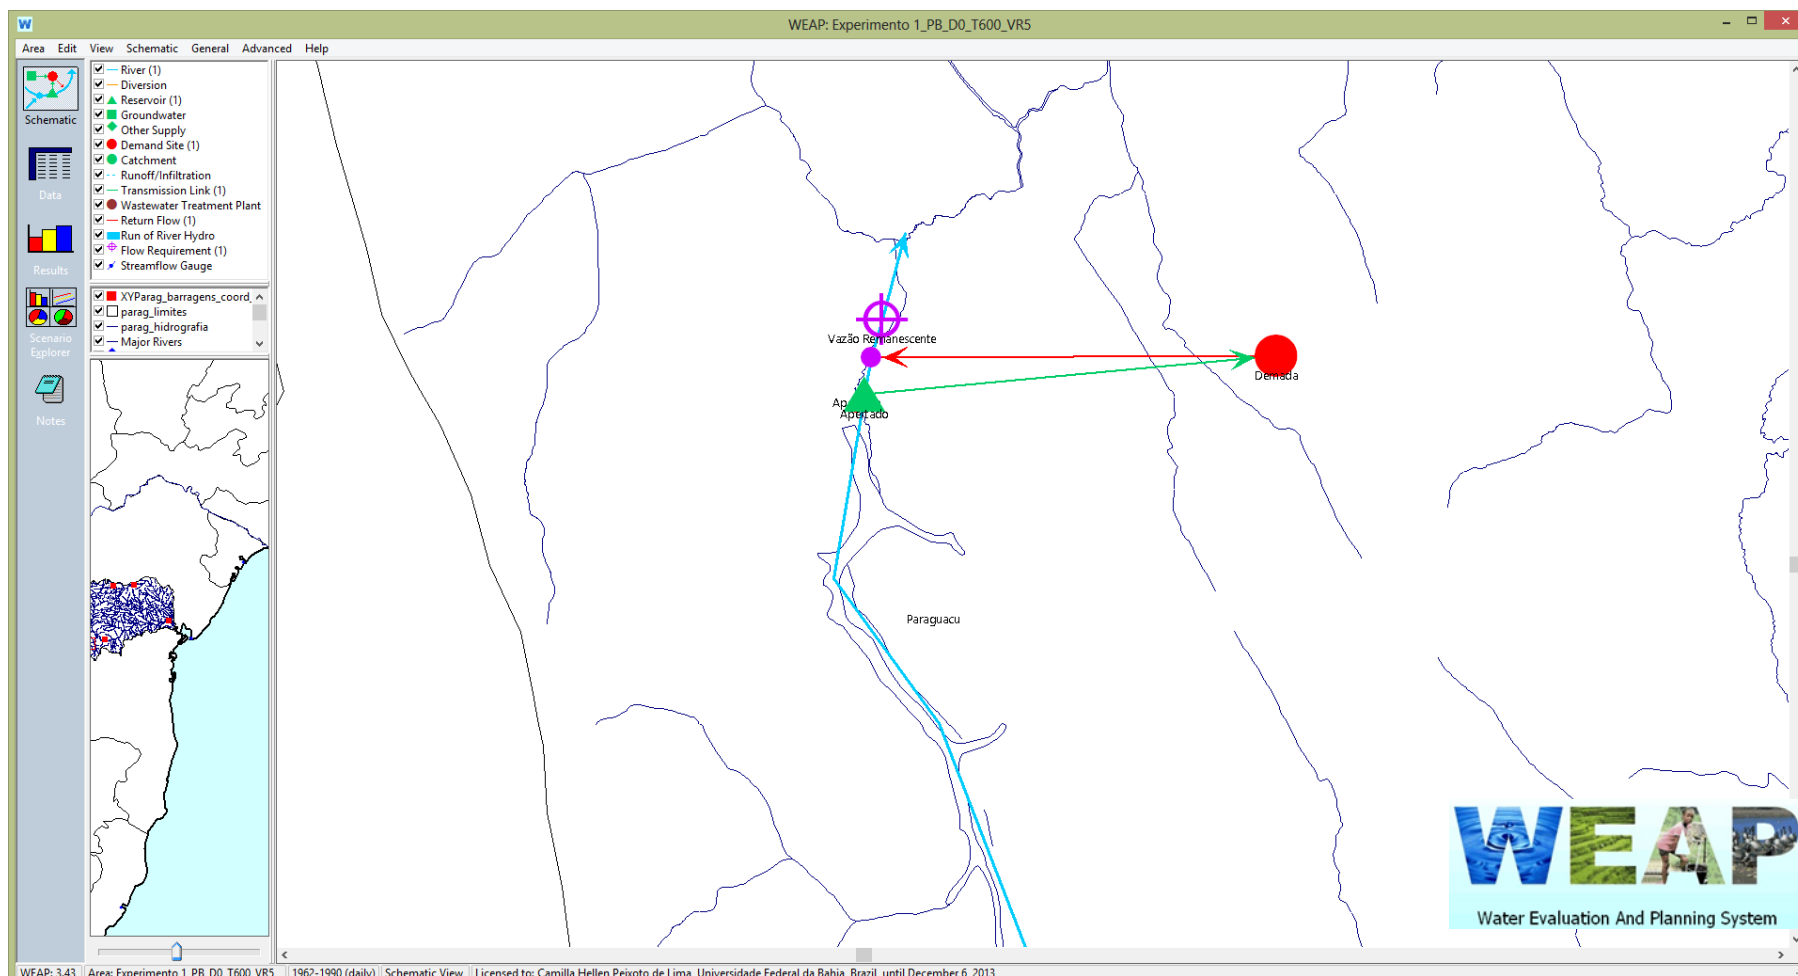 WEAP: Experimento 1_PB_D0_T600_VR5
Area Edit View Schematic General Advanced Help
Schematic
Data
Results
Scenario
Explorer
Notes
River (1)
Diversion
Reservoir (1)
Groundwater
Other Supply
Demand Site (1)
Catchment
Runoff/Infiltration
Transmission Link (1)
Wastewater Treatment Plant
Return Flow (1)
Run of River Hydro
Flow Requirement (1)
Streamflow Gauge
XYParag_barragens_coord_
parag_limites
parag_hidrografia
Major Rivers
Vazão Remanescente
Demada
Apertado
Paraguacu
WEAP
Water Evaluation And Planning System
WEAP: 3.43 Area: Experimento 1_PB_D0_T600_VR5 1962-1990 (daily) Schematic View Licensed to: Camilla Hellen Peixoto de Lima, Universidade Federal da Bahia, Brazil, until December 6, 2013